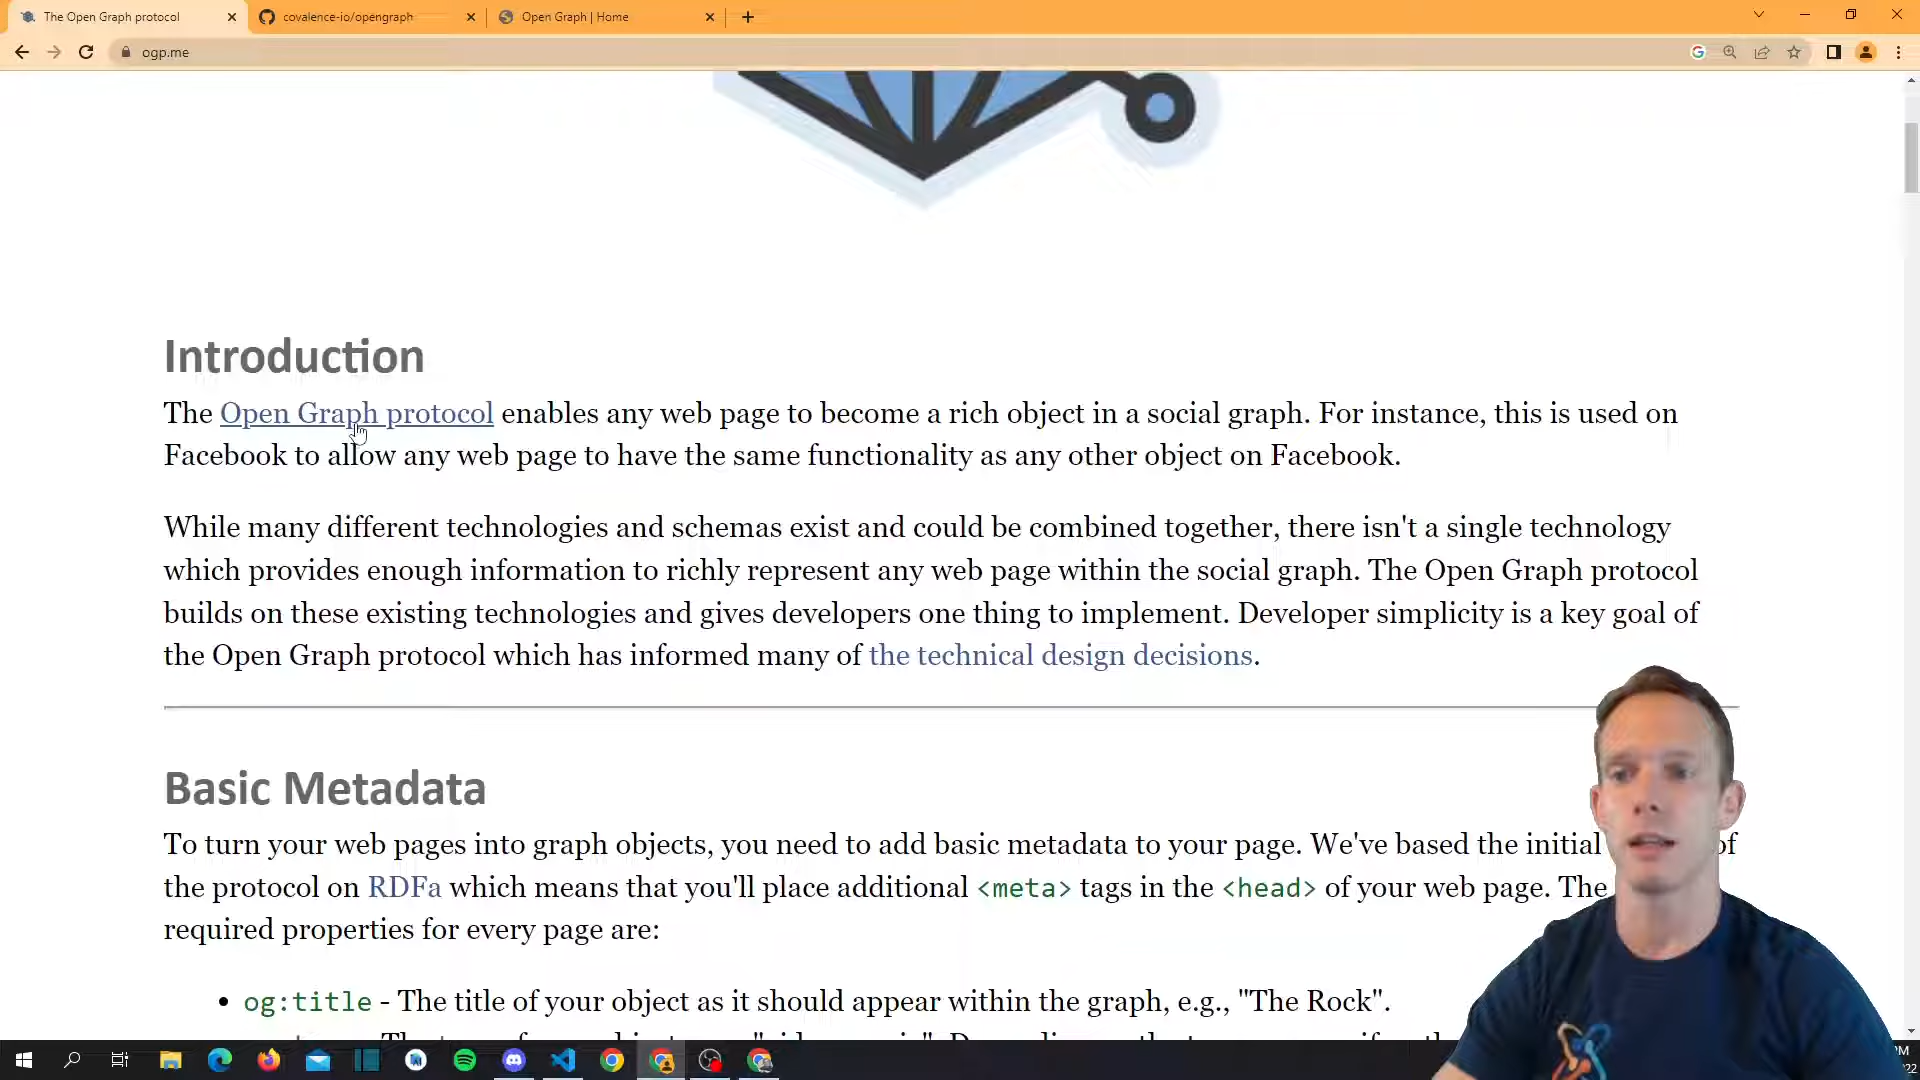 The Open Graph protocol
covalence-io/opengraph
Open Graph | Home
ogp.me
Introduction
The Open Graph protocol enables any web page to become a rich object in a social graph. For instance, this is used on
Facebook to allow any web page to have the same functionality as any other object on Facebook.
While many different technologies and schemas exist and could be combined together, there isn't a single technology
which provides enough information to richly represent any web page within the social graph. The Open Graph protocol
builds on these existing technologies and gives developers one thing to implement. Developer simplicity is a key goal of
the Open Graph protocol which has informed many of the technical design decisions.
Basic Metadata
To turn your web pages into graph objects, you need to add basic metadata to your page. We've based the initial of
the protocol on RDFa which means that you'll place additional <meta> tags in the <head> of your web page. The
required properties for every page are:
• og:title - The title of your object as it should appear within the graph, e.g., "The Rock".